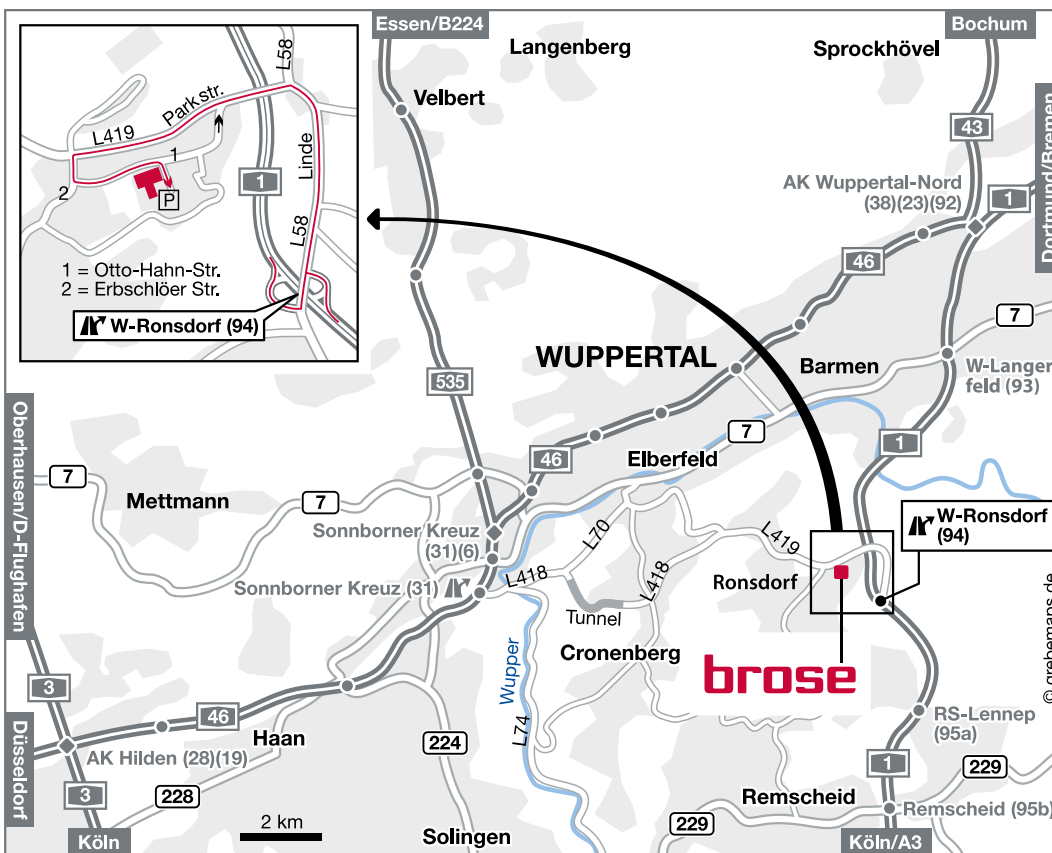 Essen/B224
Bochum
Langenberg
Sprockhövel
Velbert
Dortmund/Bremen
43
AK Wuppertal-Nord
(38)(23)(92)
1
46
L58
Parkstr.
L419
1
Linde
1
2
P
L58
1 = Otto-Hahn-Str.
2 = Erbschlöer Str.
W-Ronsdorf (94)
7
WUPPERTAL
Barmen
W-Langer
feld (93)
535
Oberhausen/D-Flughafen
7
1
46
Elberfeld
7
Mettmann
7
Sonnborner Kreuz
(31)(6)
L70
L419
W-Ronsdorf
(94)
Sonnborner Kreuz (31)
L418
L418
Ronsdorf
Tunnel
Cronenberg
Wupper
brose
© grebemaps.de
3
46
L74
RS-Lennep
(95a)
Düsseldorf
Haan
224
AK Hilden (28)(19)
1
229
3
228
Remscheid
Remscheid (95b)
2 km
229
Köln
Solingen
Köln/A3